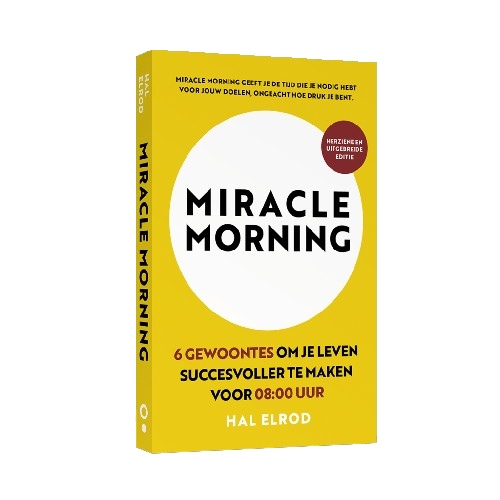 MIRACLE MORNING GEEFT JE DE TIJD DIE JE NODIG HEBT
VOOR JOUW DOELEN, ONGEACHT HOE DRUK JE BENT.
HERZIENE EN
UITGEBREIDE
EDITIE
MIRACLE
MORNING
6 GEWOONTES OM JE LEVEN
SUCCESVOLLER TE MAKEN
VOOR 08:00 UUR
HAL ELROD
HAL
ELROD
MIRACLE MORNING